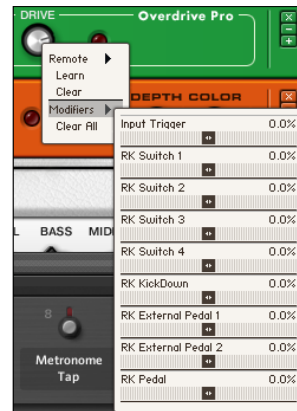 DRIVE
Overdrive Pro
Remote
Learn
Clear
DEPTH COLOR
Modifiers
Clear All
Input Trigger 0.0%
RK Switch 1 0.0%
RK Switch 2 0.0%
RK Switch 3 0.0%
RK Switch 4 0.0%
RK KickDown 0.0%
RK External Pedal 1 0.0%
RK External Pedal 2 0.0%
RK Pedal 0.0%
L BASS MID
8
Metronome
Tap